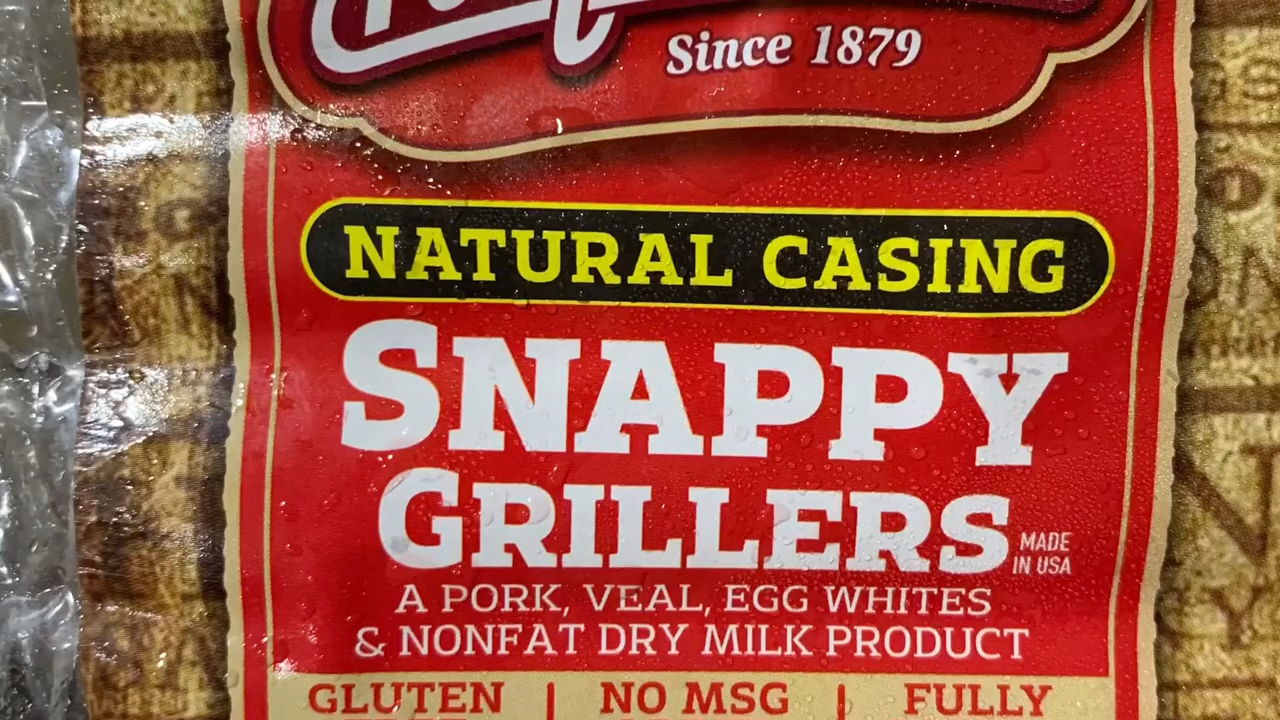 Since 1879
NATURAL CASING
SNAPPY
GRILLERS
MADE
IN USA
A PORK, VEAL, EGG WHITES
& NONFAT DRY MILK PRODUCT
GLUTEN | NO MSG | FULLY